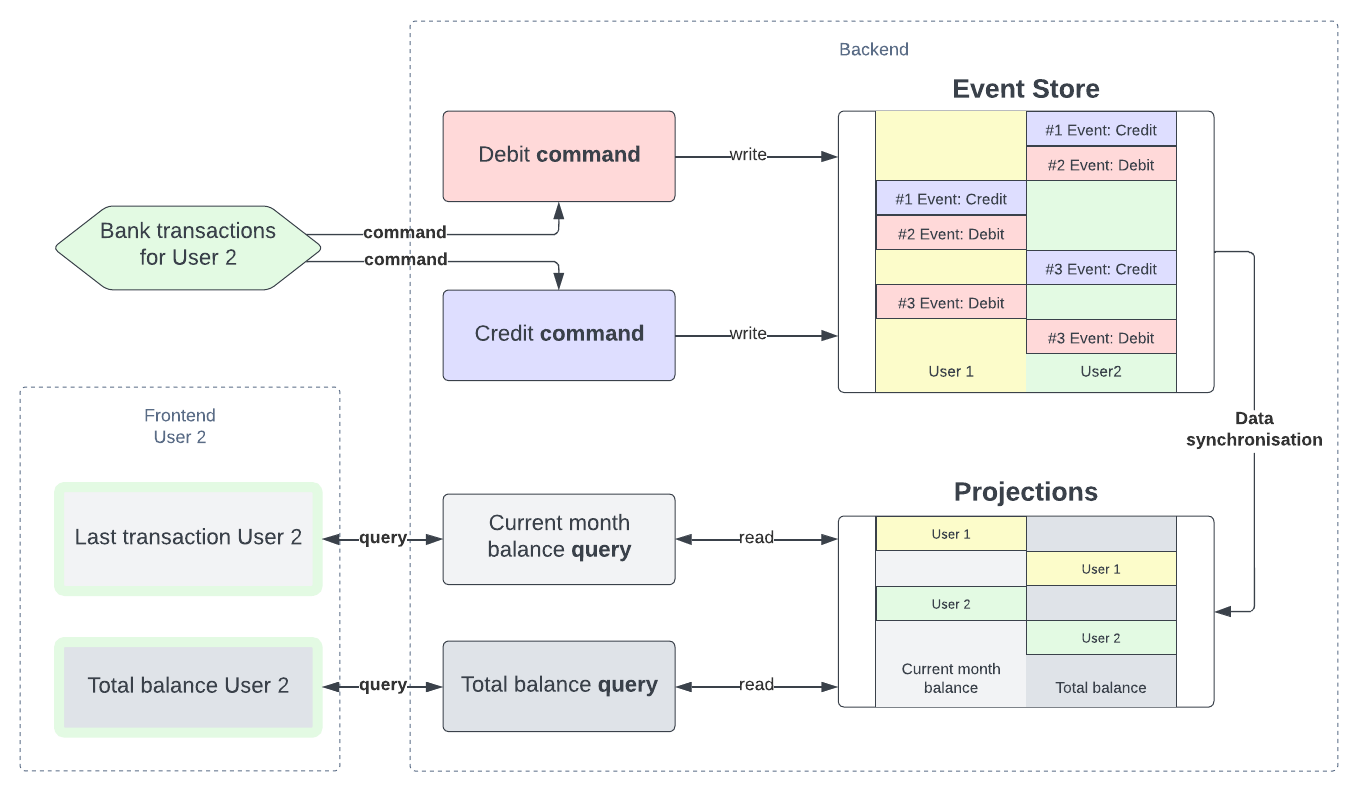 Backend
Event Store
Debit command
write
#1 Event: Credit
#2 Event: Debit
#1 Event: Credit
#2 Event: Debit
#3 Event: Credit
#3 Event: Debit
#3 Event: Debit
User 1
User2
Bank transactions
for User 2
command
command
Credit command
write
Data
synchronisation
Frontend
User 2
Projections
Last transaction User 2
query
Current month
balance query
read
User 1
User 1
User 2
User 2
Current month
balance
Total balance
Total balance User 2
query
Total balance query
read